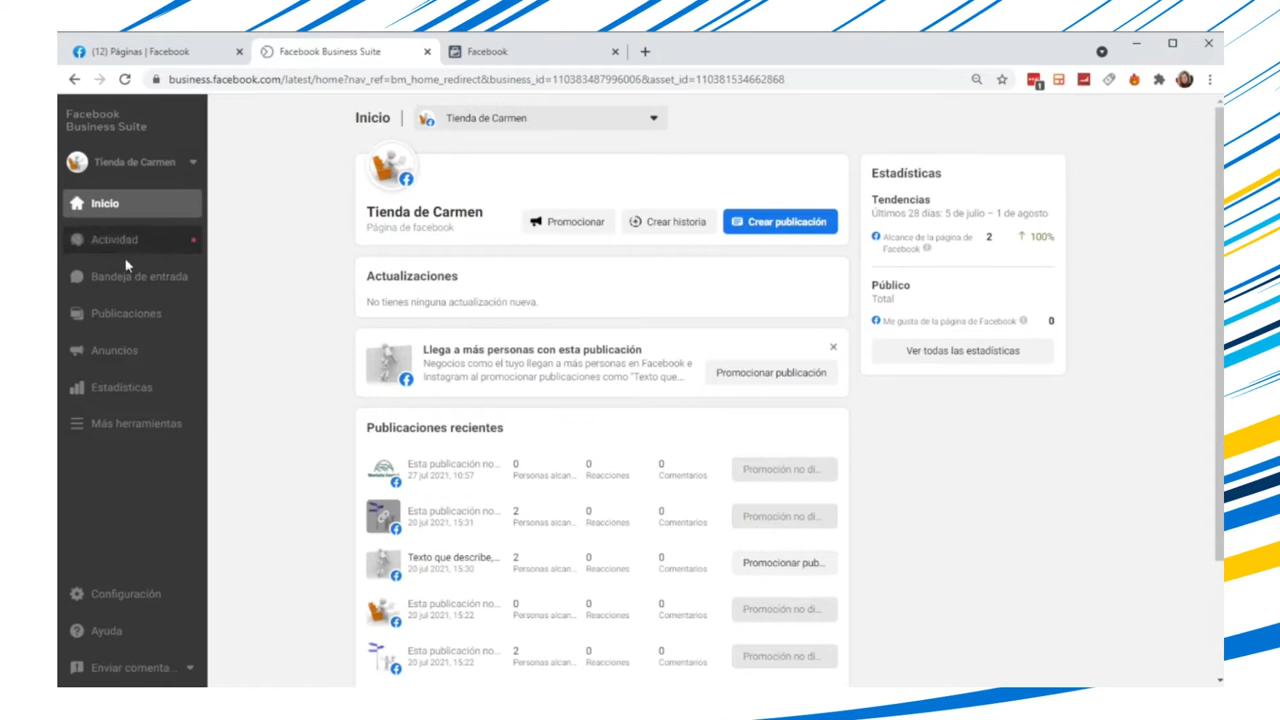 (12) Páginas | Facebook
Facebook Business Suite
Facebook
business.facebook.com/latest/home?nav_ref=bm_home_redirect&business_id=110383487996006&asset_id=110381534662868
1
Facebook
Business Suite
Tienda de Carmen
Inicio
Actividad
Bandeja de entrada
Publicaciones
Anuncios
Estadísticas
Más herramientas
Configuración
Ayuda
Enviar comenta...
Inicio | Tienda de Carmen
Tienda de Carmen
Página de facebook
Promocionar
Crear historia
Crear publicación
Actualizaciones
No tienes ninguna actualización nueva.
Llega a más personas con esta publicación
Negocios como el tuyo llegan a más personas en Facebook e
Instagram al promocionar publicaciones como "Texto que...
Promocionar publicación
Publicaciones recientes
Esta publicación no... 0 0 0
27 jul 2021, 10:57 Personas alcan... Reacciones Comentarios
Promoción no di...
Esta publicación no... 2 0 0
20 jul 2021, 15:31 Personas alcan... Reacciones Comentarios
Promoción no di...
Texto que describe,... 2 0 0
20 jul 2021, 15:30 Personas alcan... Reacciones Comentarios
Promocionar pub...
Esta publicación no... 0 0 0
20 jul 2021, 15:22 Personas alcan... Reacciones Comentarios
Promoción no di...
Esta publicación no... 2 0 0
20 jul 2021, 15:22 Personas alcan... Reacciones Comentarios
Promoción no di...
Estadísticas
Tendencias
Últimos 28 días: 5 de julio – 1 de agosto
Alcance de la página de 2 ↑ 100%
Facebook
Público
Total
Me gusta de la página de Facebook 0
Ver todas las estadísticas